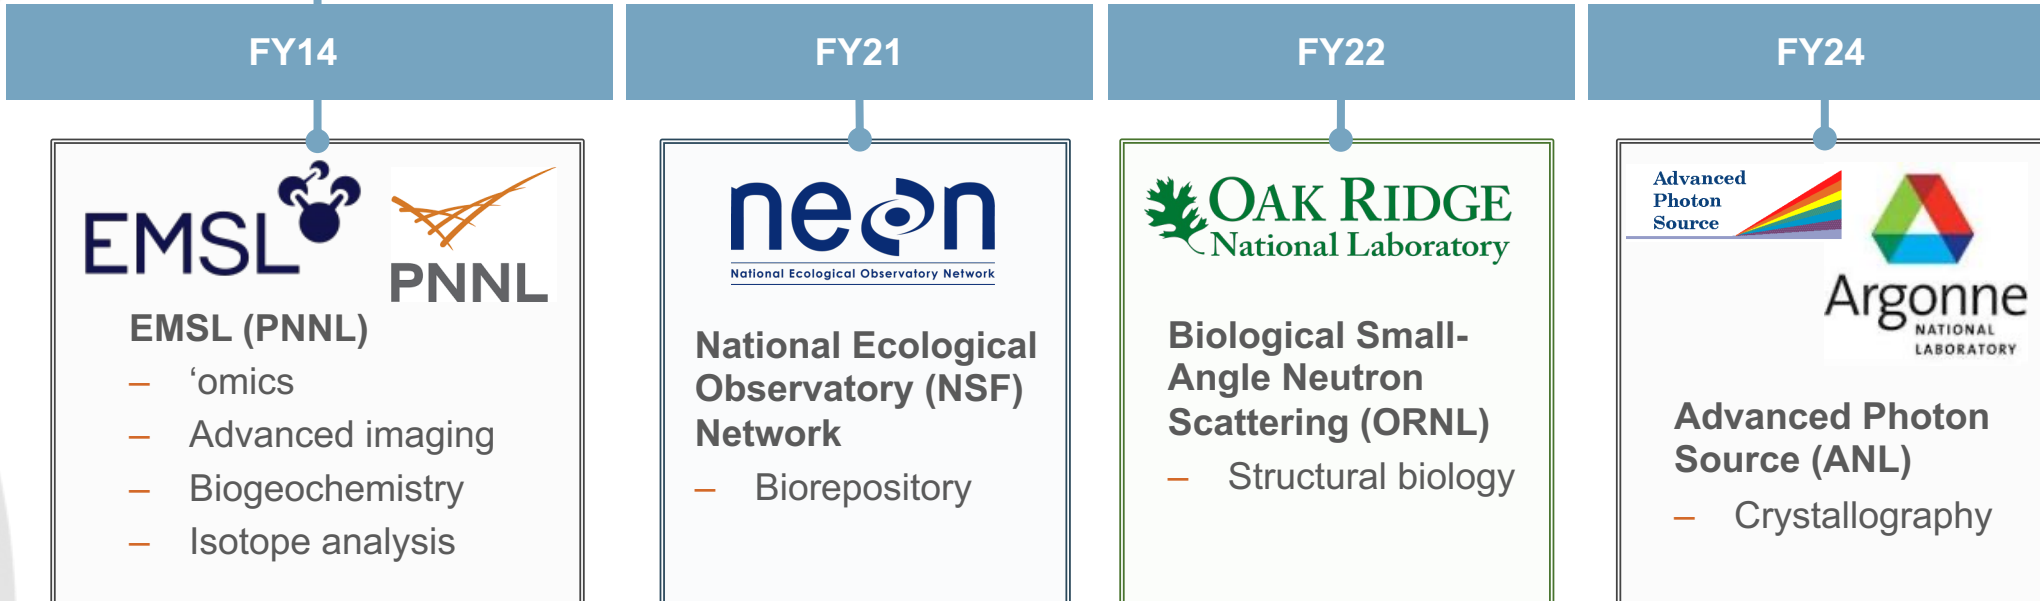 FY14
EMSL
PNNL
EMSL (PNNL)
– ‘omics
– Advanced imaging
– Biogeochemistry
– Isotope analysis
FY21
neon
National Ecological Observatory Network
National Ecological
Observatory (NSF)
Network
– Biorepository
FY22
OAK RIDGE
National Laboratory
Biological Small-
Angle Neutron
Scattering (ORNL)
– Structural biology
FY24
Advanced
Photon
Source
Argonne
NATIONAL
LABORATORY
Advanced Photon
Source (ANL)
– Crystallography